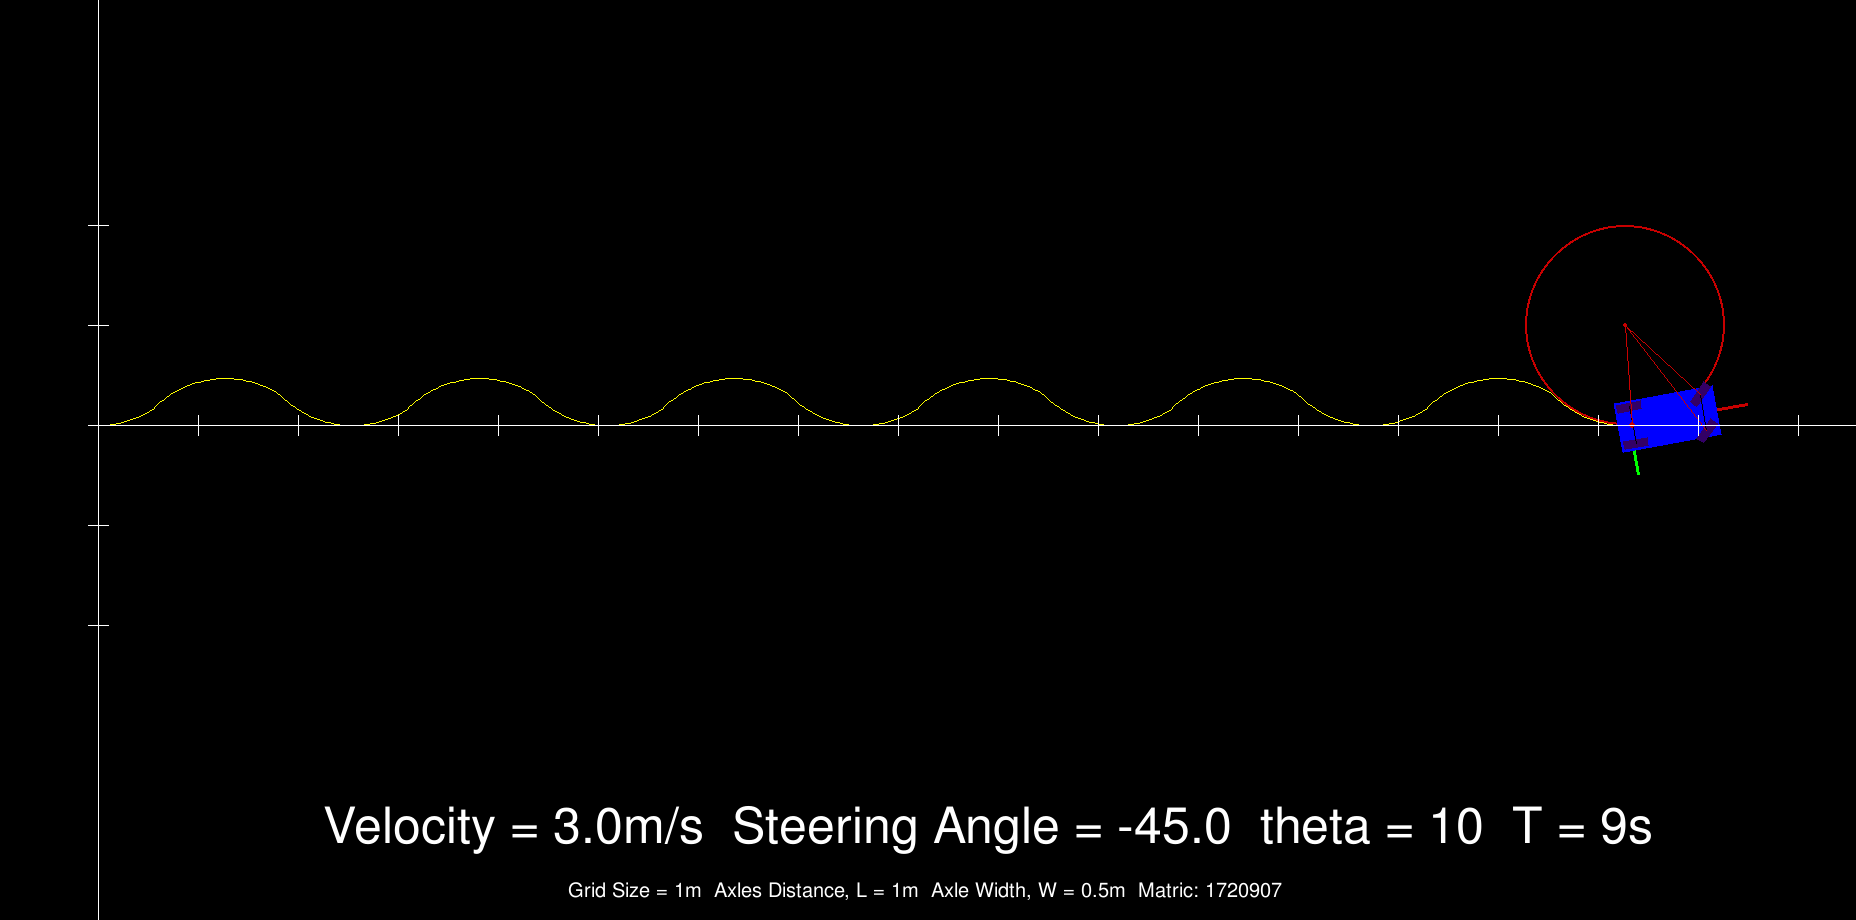 Velocity = 3.0m/s  Steering Angle = -45.0  theta = 10  T = 9s
Grid Size = 1m  Axles Distance, L = 1m  Axle Width, W = 0.5m  Matric: 1720907